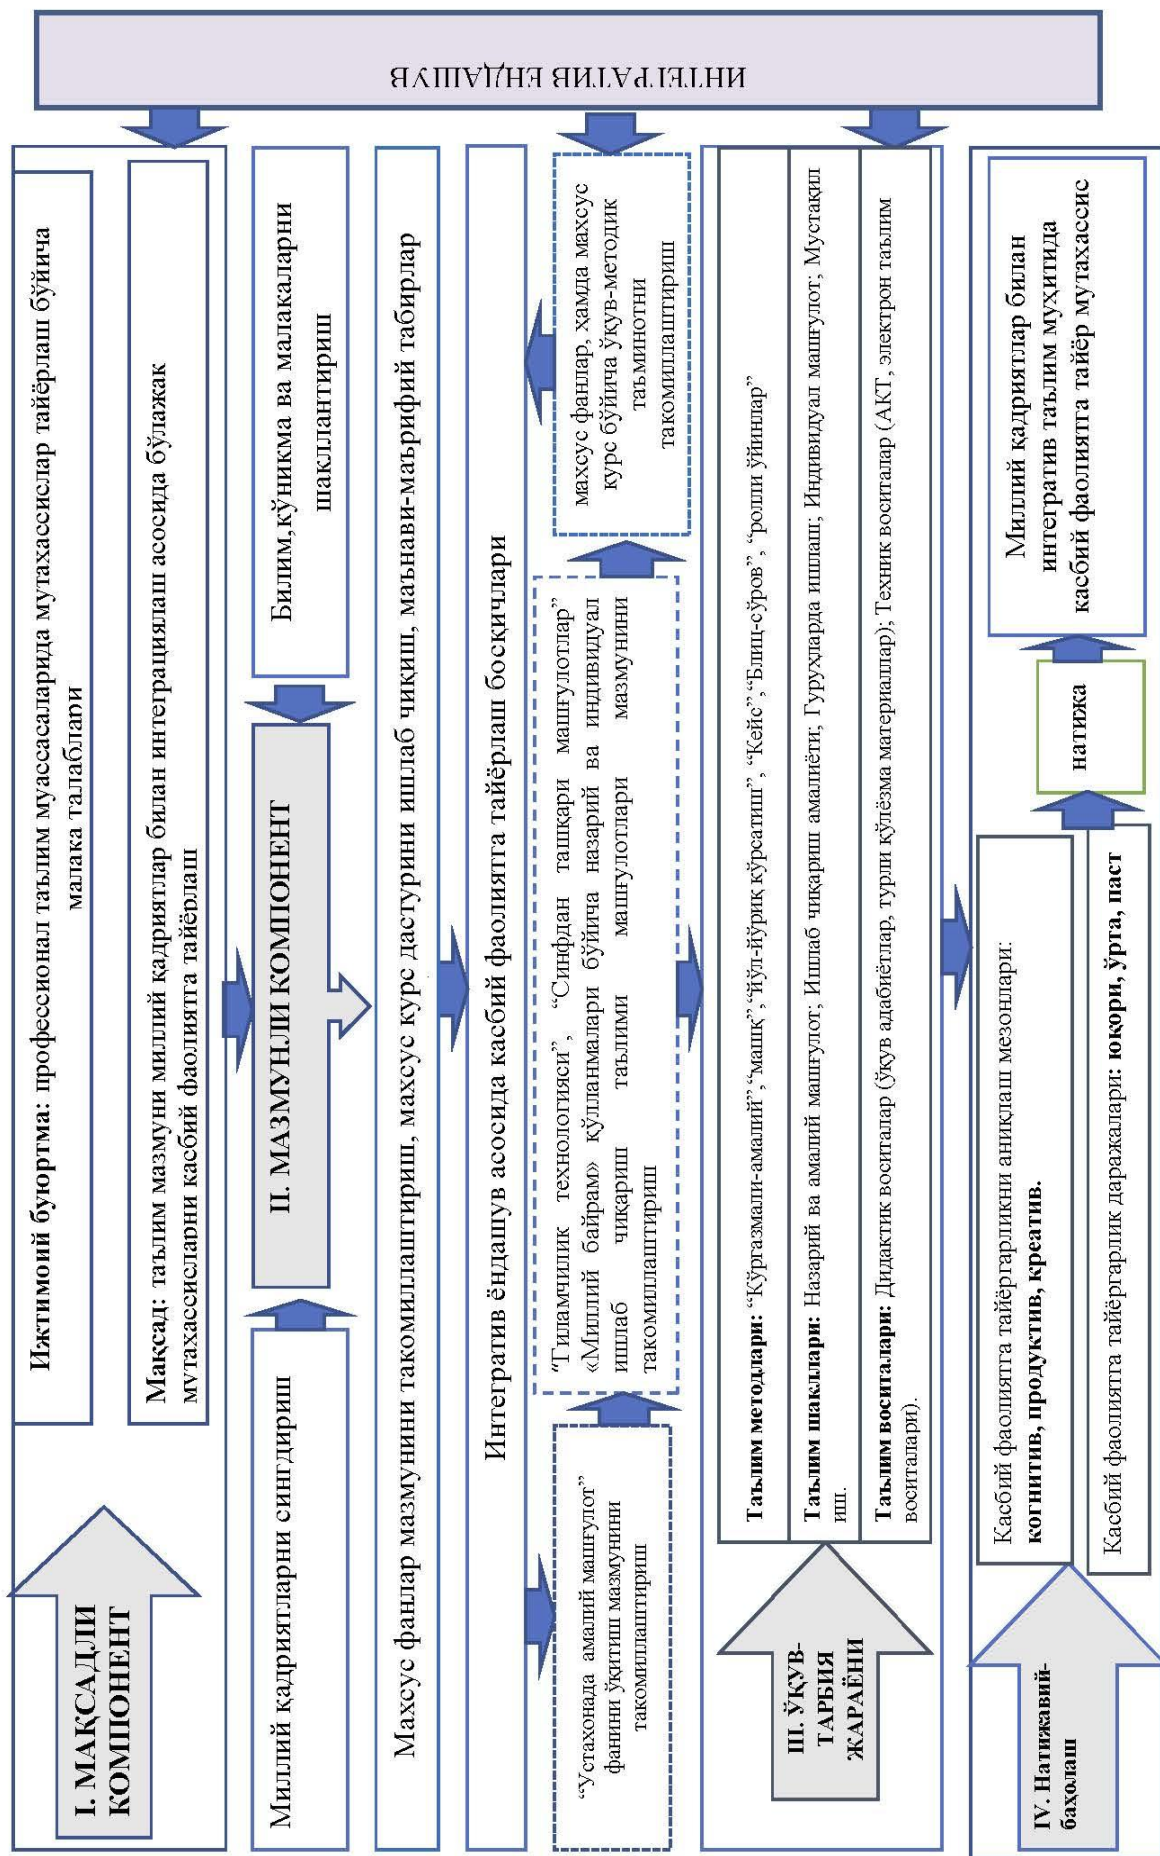 I. МАҚСАДЛИ
КОМПОНЕНТ
Ижтимоий буюртма: профессионал таълим муассасаларида мутахассислар тайёрлаш бўйича
малака талаблари
Мақсад: таълим мазмуни миллий қадриятлар билан интеграциялаш асосида бўлажак
мутахассисларни касбий фаолиятга тайёрлаш
Миллий қадриятларни сингдириш
II. МАЗМУНЛИ КОМПОНЕНТ
Билим,кўникма ва малакаларни
шакллантириш
Махсус фанлар мазмунини такомиллаштириш, махсус курс дастурини ишлаб чиқиш, маънави-маърифий табирлар
Интегратив ёндашув асосида касбий фаолиятга тайёрлаш босқичлари
“Устахонада амалий машғулот”
фанини ўқитиш мазмунини
такомиллаштириш
“Гиламчилик технологияси”, “Синфдан ташқари машғулотлар”
«Миллий байрам» қўлланмалари бўйича назарий ва индивидуал
ишлаб чиқариш таълими машғулотлари мазмунини
такомиллаштириш
махсус фанлар, ҳамда махсус
курс бўйича ўқув-методик
таъминотни
такомиллаштириш
III. ЎҚУВ-
ТАРБИЯ
ЖАРАЁНИ
Таълим методлари: “Кўргазмали-амалий”,“машқ”,“йўл-йўриқ кўрсатиш”, “Кейс”,“Блиц-сўров”, “ролли ўйинлар”
Таълим шакллари: Назарий ва амалий машғулот; Ишлаб чиқариш амалиёти; Гуруҳларда ишлаш; Индивидуал машғулот; Мустақил
иш.
Таълим воситалари: Дидактик воситалар (ўқув адабиётлар, турли қўлёзма материаллар); Техник воситалар (АКТ, электрон таълим
воситалари).
IV. Натижавий-
баҳолаш
Касбий фаолиятга тайёргарликни аниқлаш мезонлари:
когнитив, продуктив, креатив.
Касбий фаолиятга тайёргарлик даражалари: юқори, ўрта, паст
натижа
Миллий қадриятлар билан
интегратив таълим муҳитида
касбий фаолиятга тайёр мутахассис
ИНТЕГРАТИВ ЁНДАШУВ